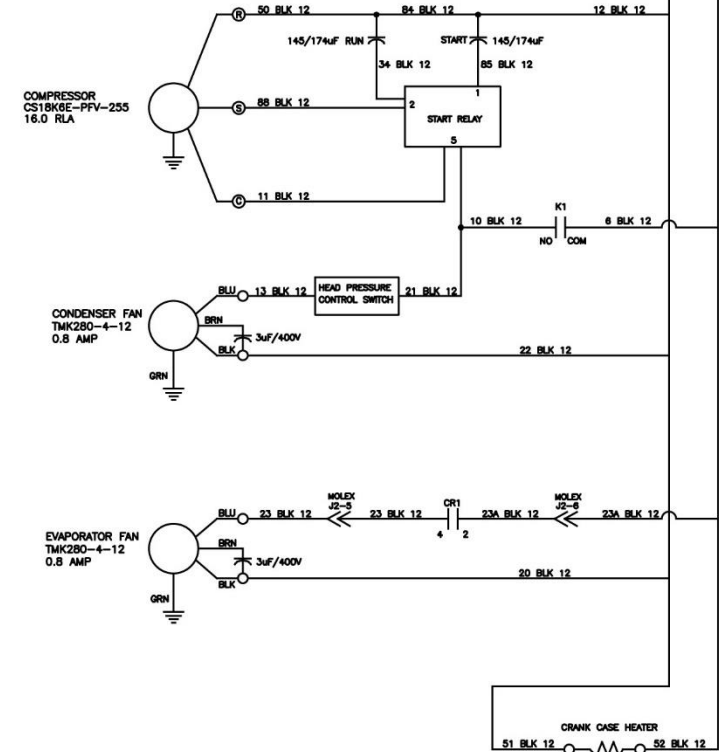 R 50 BLK 12 84 BLK 12 12 BLK 12
145/174uF RUN START 145/174uF
34 BLK 12 85 BLK 12
COMPRESSOR
CS18K6E-PFV-255
16.0 RLA
S 88 BLK 12
1
2
START RELAY
5
C 11 BLK 12
K1
10 BLK 12 6 BLK 12
NO COM
CONDENSER FAN
TMK280-4-12
0.8 AMP
BLU 13 BLK 12
HEAD PRESSURE
CONTROL SWITCH
21 BLK 12
BRN
3uF/400V
BLK 22 BLK 12
GRN
EVAPORATOR FAN
TMK280-4-12
0.8 AMP
MOLEX
J2-5
CR1
MOLEX
J2-6
BLU 23 BLK 12 23 BLK 12 23A BLK 12 23A BLK 12
4 2
BRN
3uF/400V
BLK 20 BLK 12
GRN
CRANK CASE HEATER
51 BLK 12 52 BLK 12